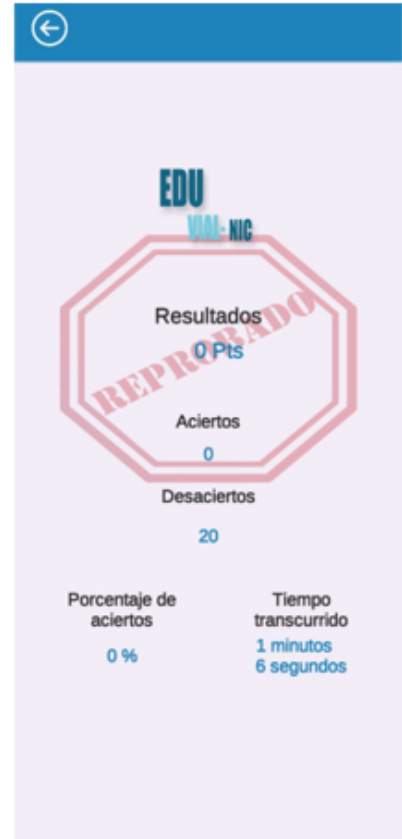 EDU
VIAL-NIC
Resultados
0 Pts
REPROBADO
Aciertos
0
Desaciertos
20
Porcentaje de
aciertos
0 %
Tiempo
transcurrido
1 minutos
6 segundos